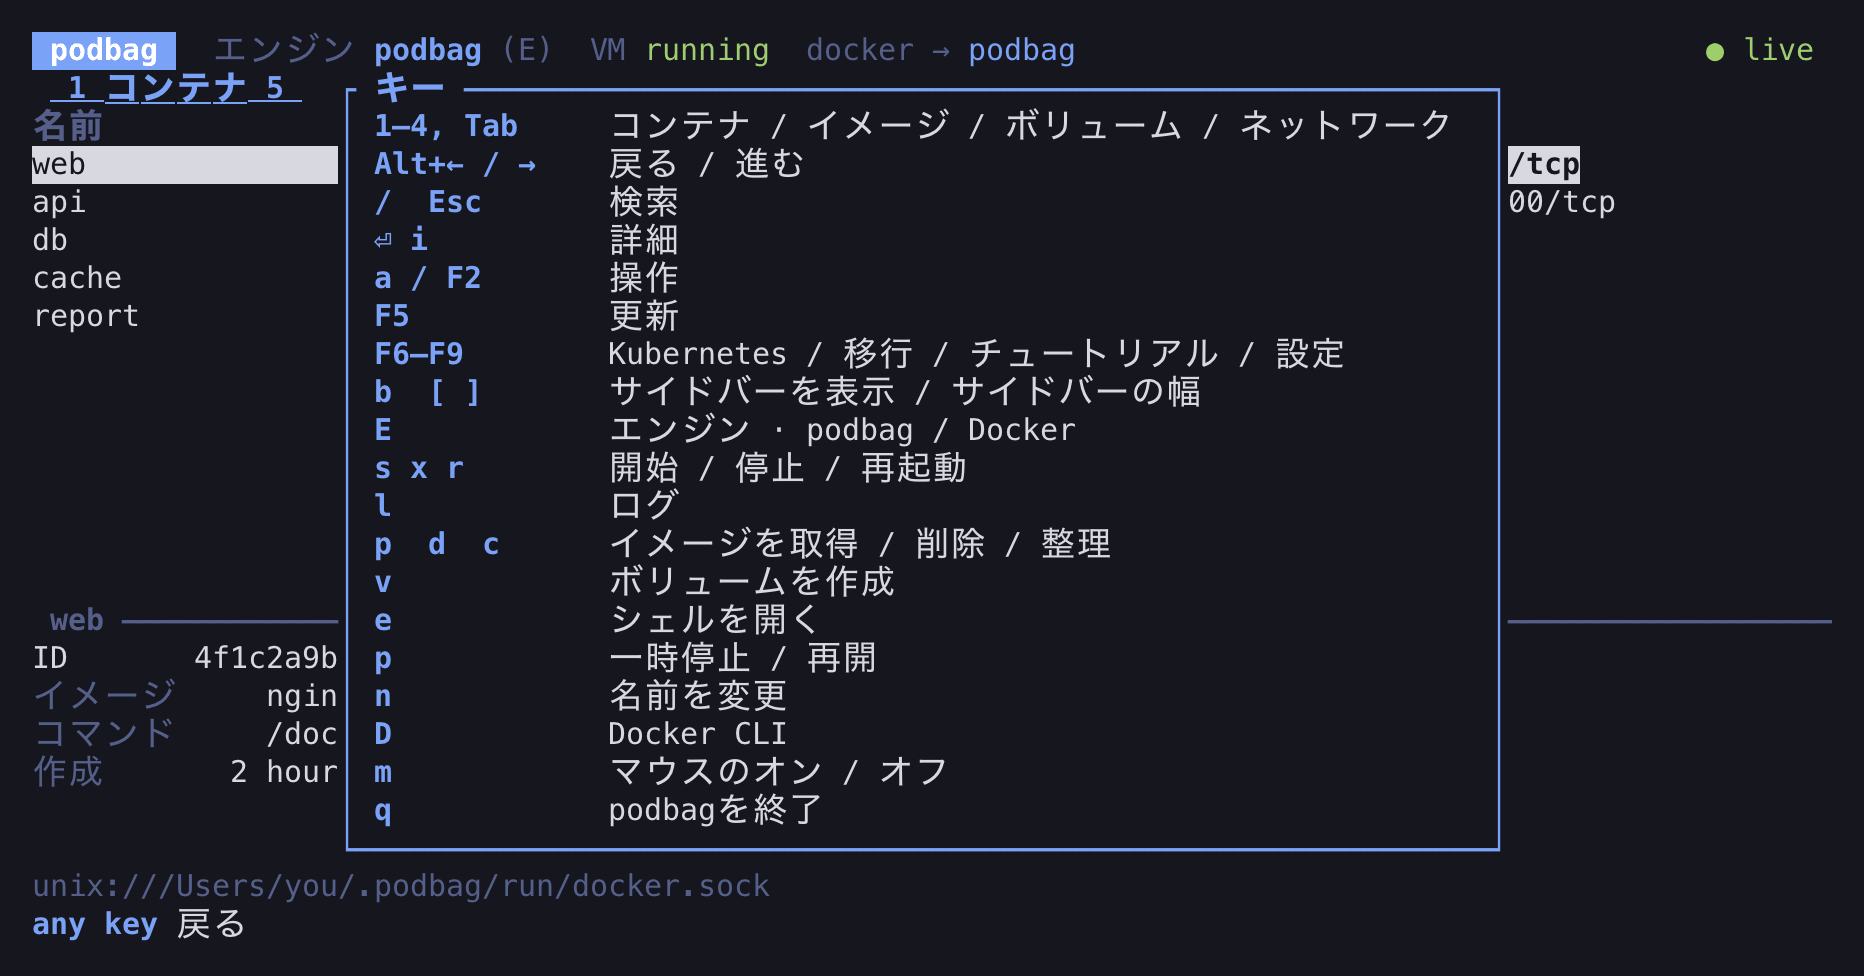 podbag エンジン podbag (E) VM running docker → podbag ● live
1 コンテナ 5
キー
名前
1–4, Tab コンテナ / イメージ / ボリューム / ネットワーク
web Alt+← / → 戻る / 進む /tcp
api / Esc 検索 00/tcp
db ⏎ i 詳細
cache a / F2 操作
report F5 更新
F6–F9 Kubernetes / 移行 / チュートリアル / 設定
b [ ] サイドバーを表示 / サイドバーの幅
E エンジン · podbag / Docker
s x r 開始 / 停止 / 再起動
l ログ
p d c イメージを取得 / 削除 / 整理
v ボリュームを作成
web e シェルを開く
ID 4f1c2a9b p 一時停止 / 再開
イメージ ngin n 名前を変更
コマンド /doc D Docker CLI
作成 2 hour m マウスのオン / オフ
q podbagを終了
unix:///Users/you/.podbag/run/docker.sock
any key 戻る